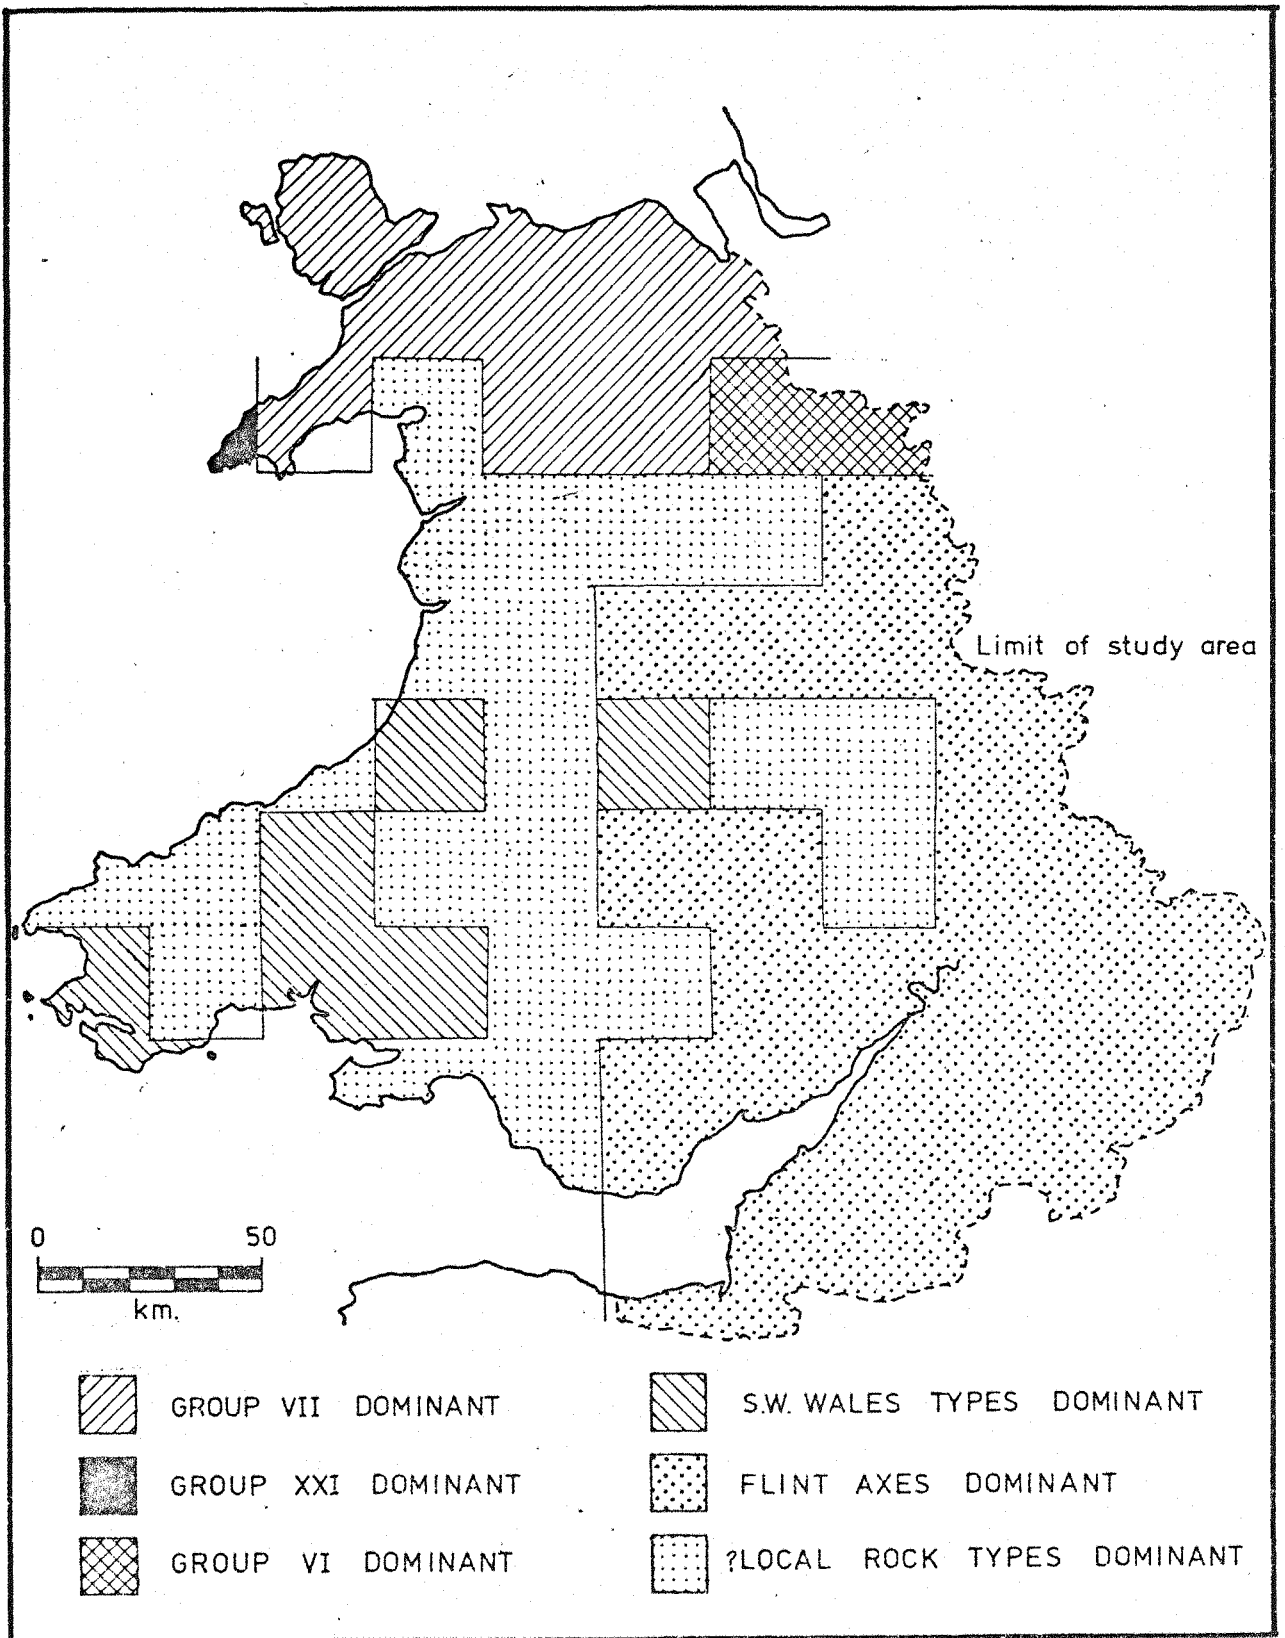 Limit of study area
0 50
km.
GROUP VII DOMINANT
GROUP XXI DOMINANT
GROUP VI DOMINANT
S.W. WALES TYPES DOMINANT
FLINT AXES DOMINANT
?LOCAL ROCK TYPES DOMINANT